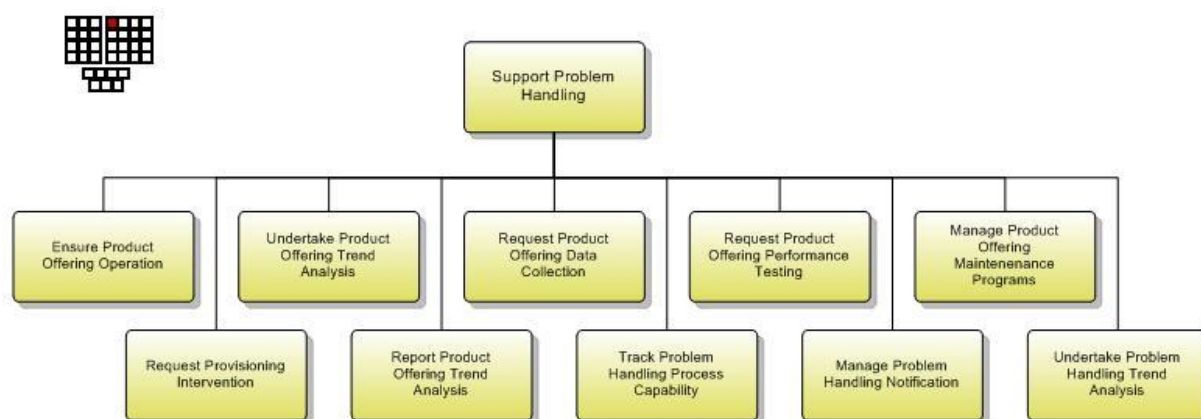 Support Problem
Handling
Ensure Product
Offering Operation
Undertake Product
Offering Trend
Analysis
Request Product
Offering Data
Collection
Request Product
Offering Performance
Testing
Manage Product
Offering
Maintenenance
Programs
Request Provisioning
Intervention
Report Product
Offering Trend
Analysis
Track Problem
Handling Process
Capability
Manage Problem
Handling Notification
Undertake Problem
Handling Trend
Analysis